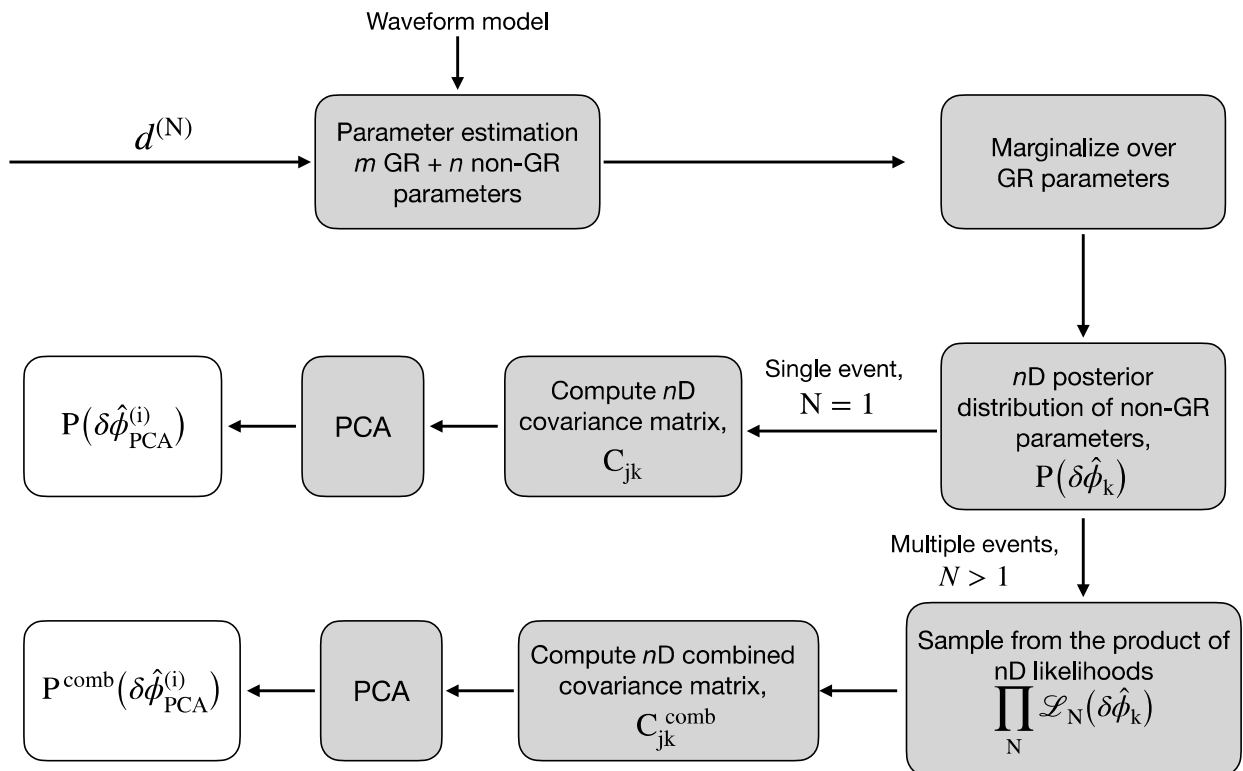 Waveform model
d^(N)
Parameter estimation
m GR + n non-GR
parameters
Marginalize over
GR parameters
nD posterior
distribution of non-GR
parameters,
P(δϕ̂_k)
Single event,
N = 1
Compute nD
covariance matrix,
C_jk
PCA
P(δϕ̂_PCA^(i))
Multiple events,
N > 1
Sample from the product of
nD likelihoods
∏_N ℒ_N(δϕ̂_k)
Compute nD combined
covariance matrix,
C_jk^comb
PCA
P^comb(δϕ̂_PCA^(i))